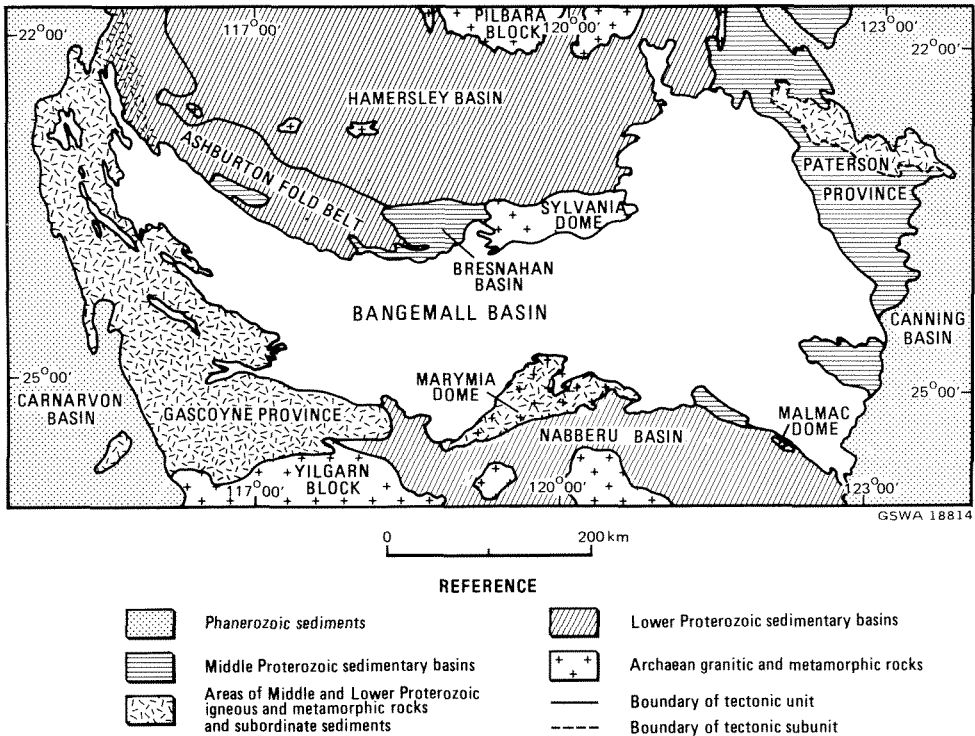 PILBARA
BLOCK
22°00'
117°00'
120°00'
123°00'
22°00'
HAMERSLEY BASIN
ASHBURTON FOLD BELT
PATERSON
PROVINCE
SYLVANIA
DOME
BRESNAHAN
BASIN
BANGEMALL BASIN
CANNING
BASIN
25°00'
25°00'
CARNARVON
BASIN
MARYMIA
DOME
GASCOYNE PROVINCE
NABBERU BASIN
MALMAC
DOME
YILGARN
BLOCK
117°00'
120°00'
123°00'
GSWA 18814
0 200 km
REFERENCE
Phanerozoic sediments
Middle Proterozoic sedimentary basins
Areas of Middle and Lower Proterozoic
igneous and metamorphic rocks
and subordinate sediments
Lower Proterozoic sedimentary basins
Archaean granitic and metamorphic rocks
Boundary of tectonic unit
Boundary of tectonic subunit